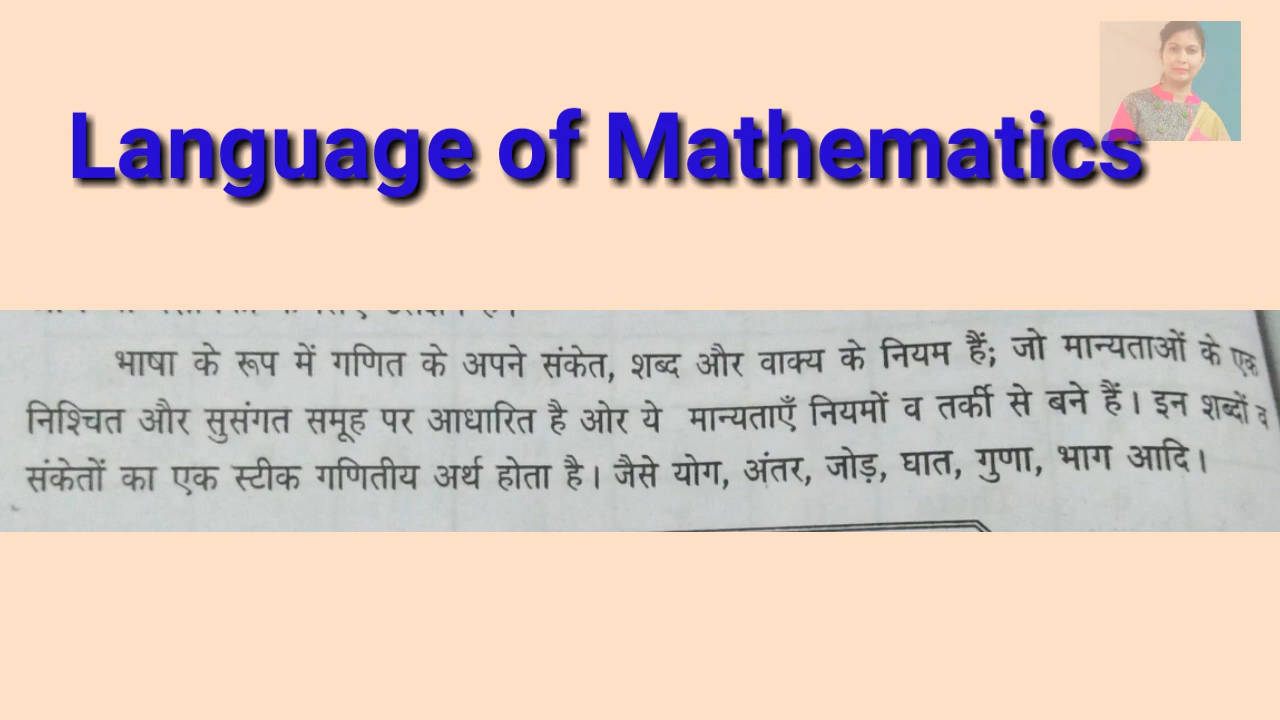 Language of Mathematics
भाषा के रूप में गणित के अपने संकेत, शब्द और वाक्य के नियम हैं; जो मान्यताओं के एक
निश्चित और सुसंगत समूह पर आधारित है ओर ये मान्यताएँ नियमों व तर्की से बने हैं। इन शब्दों व
संकेतों का एक स्टीक गणितीय अर्थ होता है। जैसे योग, अंतर, जोड़, घात, गुणा, भाग आदि।